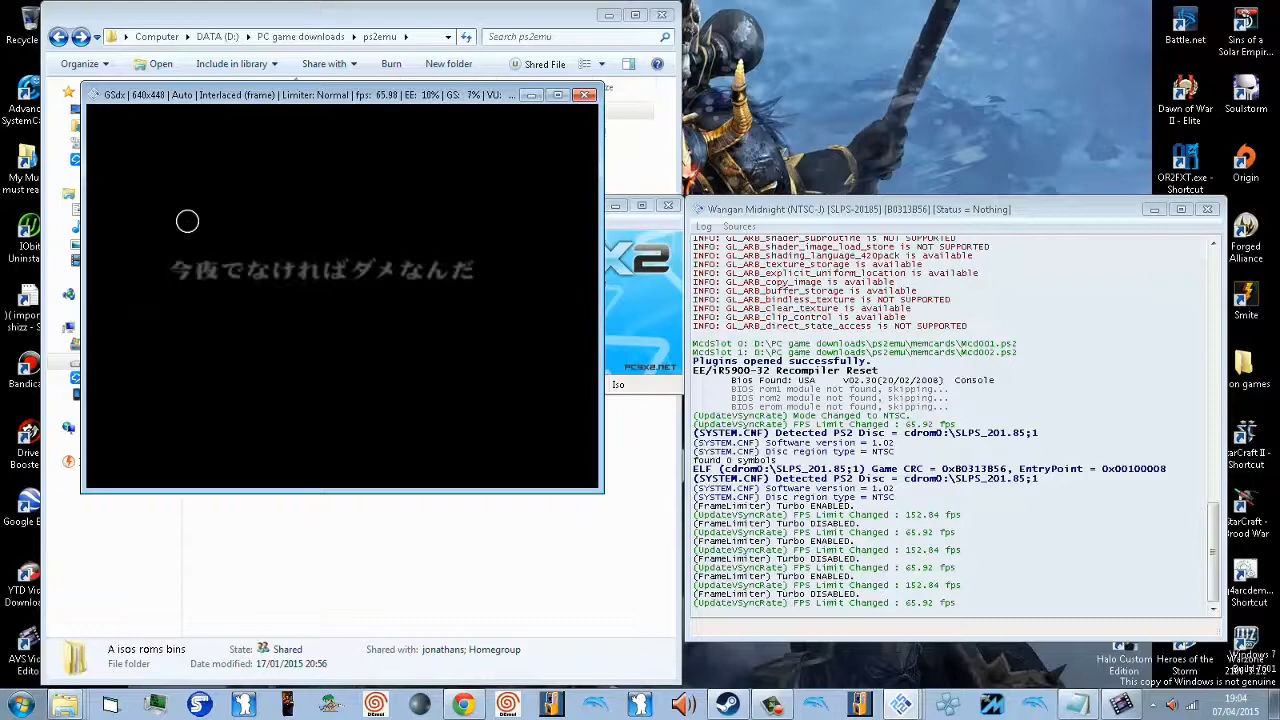 Computer
DATA (D:)
PC game downloads
ps2emu
Search ps2emu
Organize
Open
Include in library
Share with
Burn
New folder
Shred File
GSdx | 640x448 | Auto | Interlaced (frame) | Limiter: Normal | fps: 65.98 | EE: 10% | GS: 7% | VU: ...
PCSX2.NET
Iso
Wangan Midnight (NTSC-J) [SLPS-20185] [B0313B56] [Status = Nothing]
Log Sources
INFO: GL_ARB_shader_subroutine is NOT SUPPORTED
INFO: GL_ARB_shader_image_load_store is NOT SUPPORTED
INFO: GL_ARB_shading_language_420pack is available
INFO: GL_ARB_texture_storage is available
INFO: GL_ARB_explicit_uniform_location is available
INFO: GL_ARB_copy_image is available
INFO: GL_ARB_buffer_storage is available
INFO: GL_ARB_bindless_texture is NOT SUPPORTED
INFO: GL_ARB_clear_texture is available
INFO: GL_ARB_clip_control is available
INFO: GL_ARB_direct_state_access is NOT SUPPORTED
McdSlot 0: D:\PC game downloads\ps2emu\memcards\Mcd001.ps2
McdSlot 1: D:\PC game downloads\ps2emu\memcards\Mcd002.ps2
Plugins opened successfully.
EE/iR5900-32 Recompiler Reset
Bios Found: USA v02.30(20/02/2008) Console
BIOS rom1 module not found, skipping...
BIOS rom2 module not found, skipping...
BIOS erom module not found, skipping...
(UpdateVSyncRate) Mode Changed to NTSC.
(UpdateVSyncRate) FPS Limit Changed : 65.92 fps
(SYSTEM.CNF) Detected PS2 Disc = cdrom0:\SLPS_201.85;1
(SYSTEM.CNF) Software version = 1.02
(SYSTEM.CNF) Disc region type = NTSC
found 0 symbols
ELF (cdrom0:\SLPS_201.85;1) Game CRC = 0xB0313B56, EntryPoint = 0x00100008
(SYSTEM.CNF) Detected PS2 Disc = cdrom0:\SLPS_201.85;1
(SYSTEM.CNF) Software version = 1.02
(SYSTEM.CNF) Disc region type = NTSC
(FrameLimiter) Turbo ENABLED.
(UpdateVSyncRate) FPS Limit Changed : 152.84 fps
(FrameLimiter) Turbo DISABLED.
(UpdateVSyncRate) FPS Limit Changed : 65.92 fps
(FrameLimiter) Turbo ENABLED.
(UpdateVSyncRate) FPS Limit Changed : 152.84 fps
(FrameLimiter) Turbo DISABLED.
(UpdateVSyncRate) FPS Limit Changed : 65.92 fps
(FrameLimiter) Turbo ENABLED.
(UpdateVSyncRate) FPS Limit Changed : 152.84 fps
(FrameLimiter) Turbo DISABLED.
(UpdateVSyncRate) FPS Limit Changed : 65.92 fps
A isos roms bins
State:
Shared
Shared with: jonathans; Homegroup
File folder
Date modified: 17/01/2015 20:56
Battle.net
Sins of a
Solar Empir...
Dawn of War
II - Elite
Soulstorm
OR2FXT.exe -
Shortcut
Origin
Forged
Alliance
Smite
Halo Custom
Edition
Heroes of the
Storm
This copy of Windows is not genuine
19:04
07/04/2015